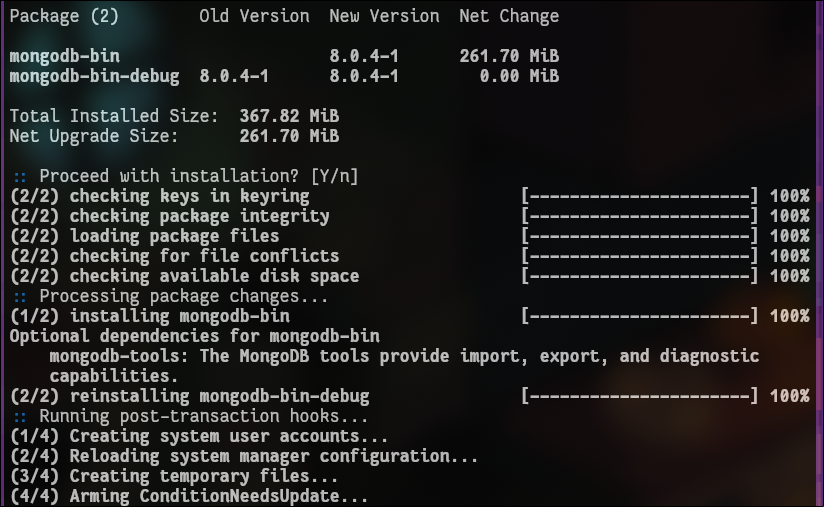 Package (2)        Old Version  New Version  Net Change

mongodb-bin                     8.0.4-1      261.70 MiB
mongodb-bin-debug  8.0.4-1      8.0.4-1        0.00 MiB

Total Installed Size:  367.82 MiB
Net Upgrade Size:      261.70 MiB

:: Proceed with installation? [Y/n]
(2/2) checking keys in keyring                     [----------------------] 100%
(2/2) checking package integrity                   [----------------------] 100%
(2/2) loading package files                        [----------------------] 100%
(2/2) checking for file conflicts                  [----------------------] 100%
(2/2) checking available disk space                [----------------------] 100%
:: Processing package changes...
(1/2) installing mongodb-bin                       [----------------------] 100%
Optional dependencies for mongodb-bin
    mongodb-tools: The MongoDB tools provide import, export, and diagnostic
    capabilities.
(2/2) reinstalling mongodb-bin-debug               [----------------------] 100%
:: Running post-transaction hooks...
(1/4) Creating system user accounts...
(2/4) Reloading system manager configuration...
(3/4) Creating temporary files...
(4/4) Arming ConditionNeedsUpdate...